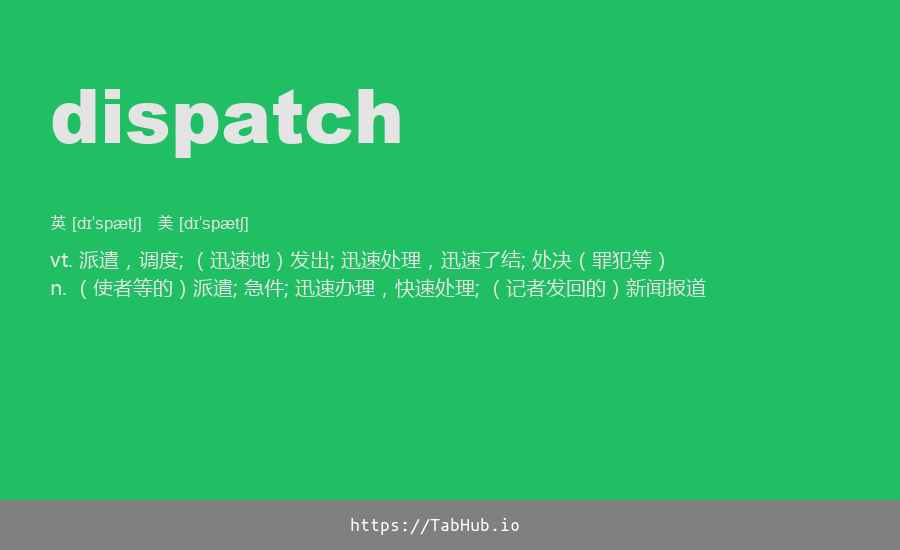 dispatch
英 [dɪˈspætʃ] 美 [dɪˈspætʃ]
vt. 派遣，调度; （迅速地）发出; 迅速处理，迅速了结; 处决（罪犯等）
n. （使者等的）派遣; 急件; 迅速办理，快速处理; （记者发回的）新闻报道
https://TabHub.io